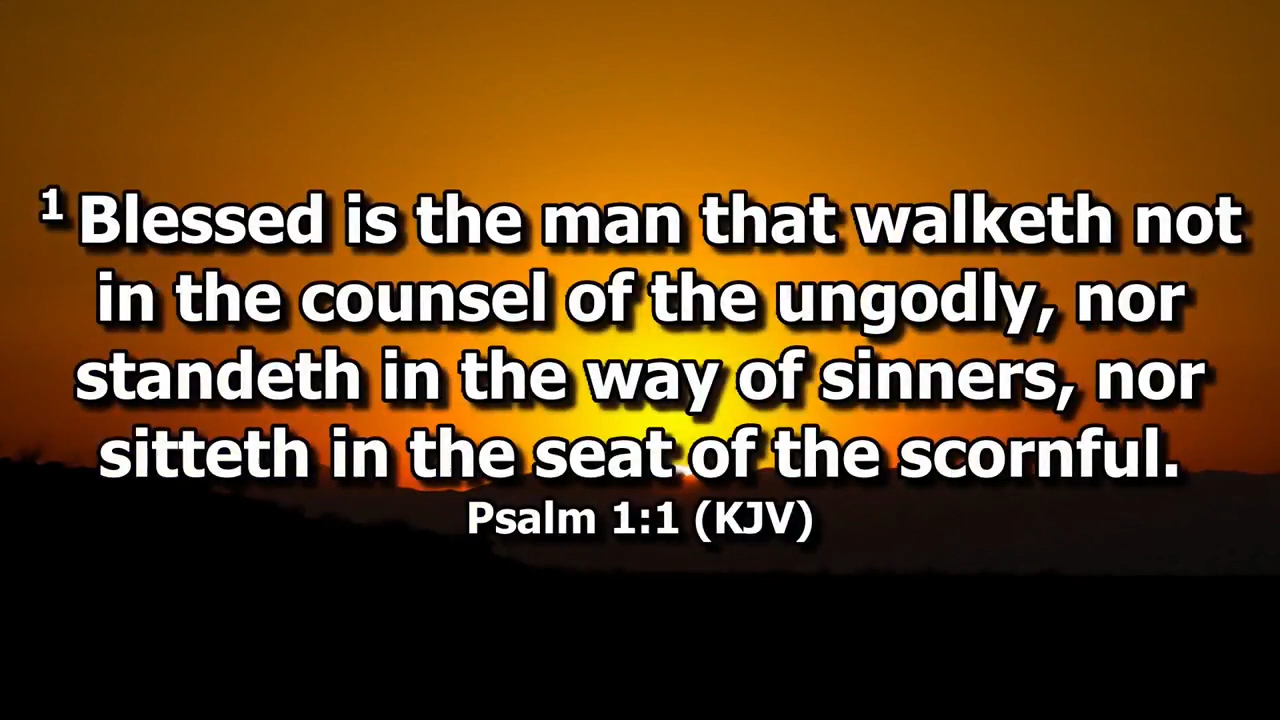 1 Blessed is the man that walketh not
in the counsel of the ungodly, nor
standeth in the way of sinners, nor
sitteth in the seat of the scornful.
Psalm 1:1 (KJV)